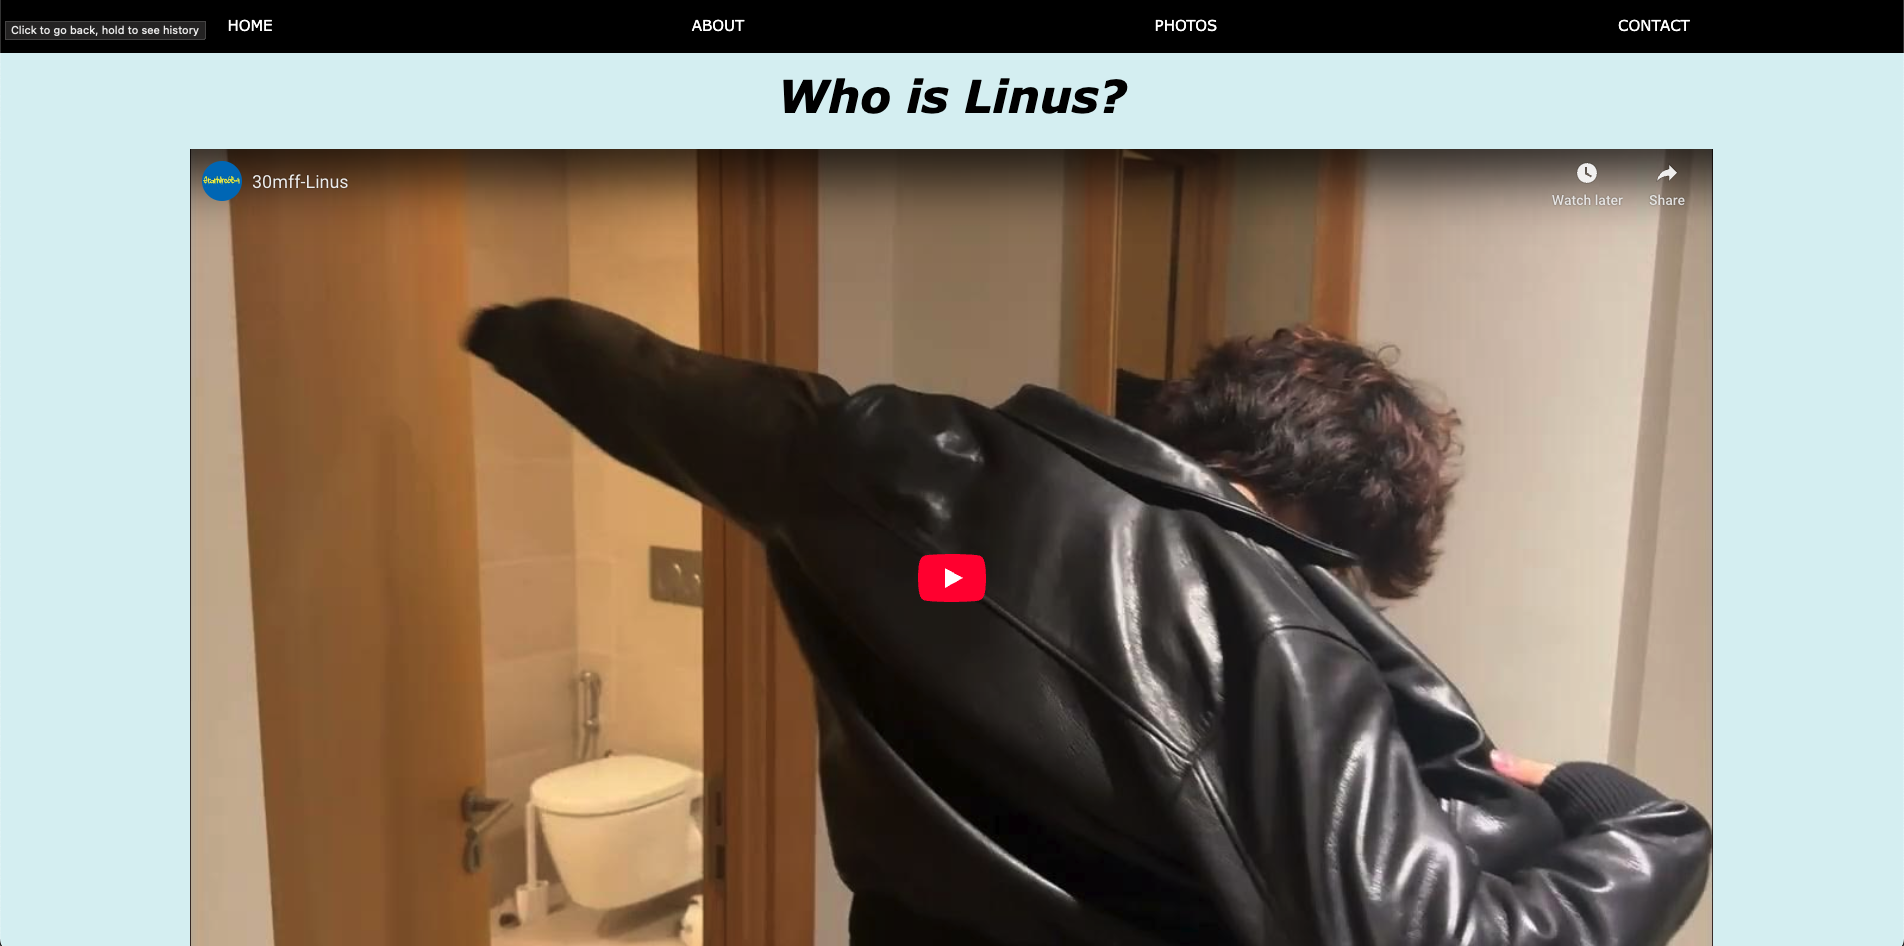 HOME
ABOUT
PHOTOS
CONTACT
Click to go back, hold to see history
Who is Linus?
30mff-Linus
Watch later
Share